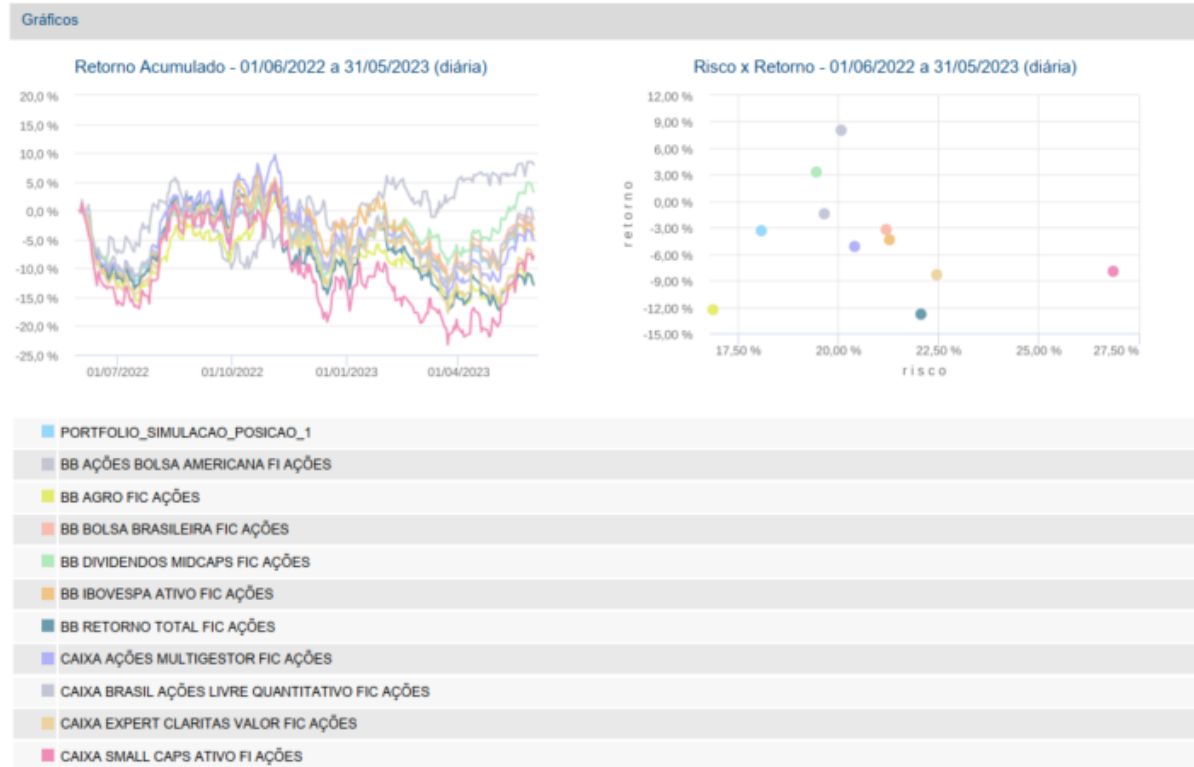 Gráficos
Retorno Acumulado - 01/06/2022 a 31/05/2023 (diária)
20,0 %
15,0 %
10,0 %
5,0 %
0,0 %
-5,0 %
-10,0 %
-15,0 %
-20,0 %
-25,0 %
01/07/2022 01/10/2022 01/01/2023 01/04/2023
Risco x Retorno - 01/06/2022 a 31/05/2023 (diária)
12,00 %
9,00 %
6,00 %
3,00 %
0,00 %
-3,00 %
-6,00 %
-9,00 %
-12,00 %
-15,00 %
retorno
17,50 % 20,00 % 22,50 % 25,00 % 27,50 %
risco
PORTFOLIO_SIMULACAO_POSICAO_1
BB AÇÕES BOLSA AMERICANA FI AÇÕES
BB AGRO FIC AÇÕES
BB BOLSA BRASILEIRA FIC AÇÕES
BB DIVIDENDOS MIDCAPS FIC AÇÕES
BB IBOVESPA ATIVO FIC AÇÕES
BB RETORNO TOTAL FIC AÇÕES
CAIXA AÇÕES MULTIGESTOR FIC AÇÕES
CAIXA BRASIL AÇÕES LIVRE QUANTITATIVO FIC AÇÕES
CAIXA EXPERT CLARITAS VALOR FIC AÇÕES
CAIXA SMALL CAPS ATIVO FI AÇÕES